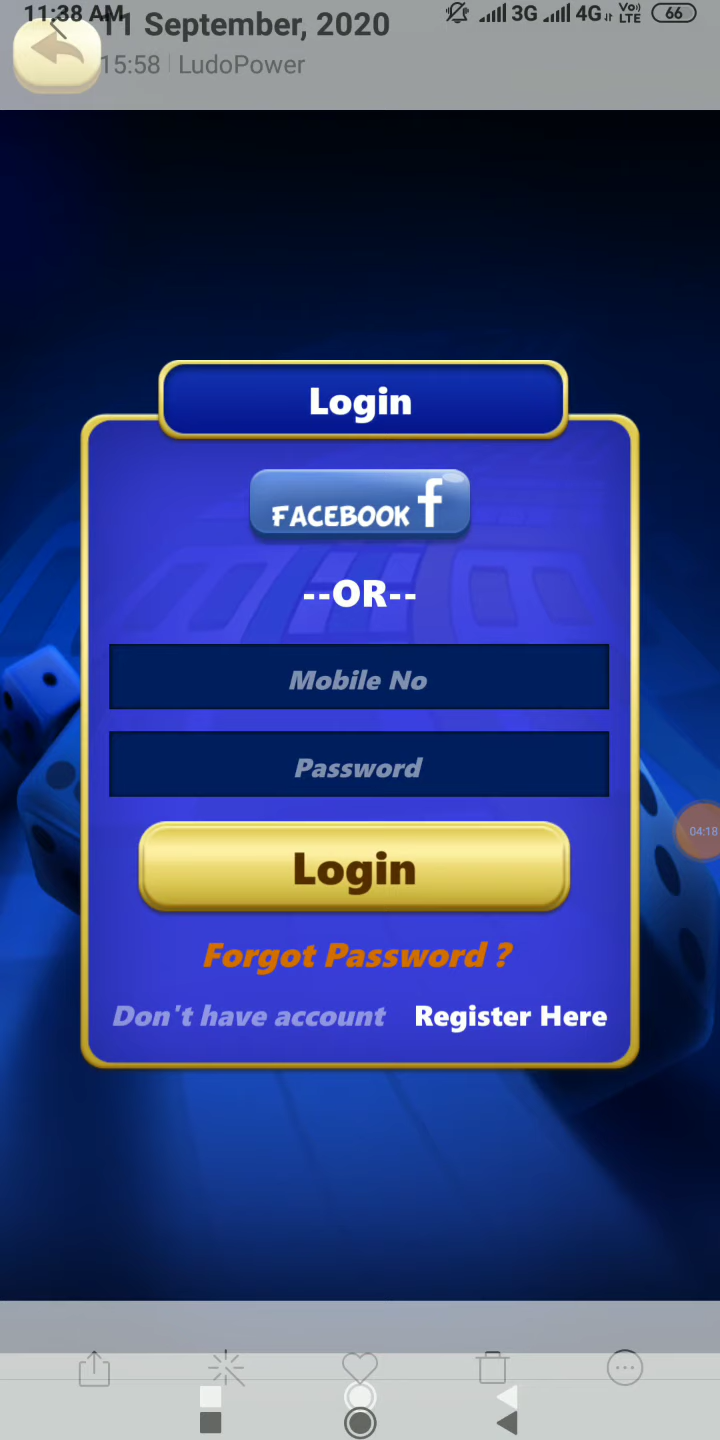 11:38 AM 3G 4G Vo)) LTE 66
11 September, 2020
15:58 | LudoPower
Login
FACEBOOK f
--OR--
Mobile No
Password
04:18
Login
Forgot Password ?
Don't have account Register Here